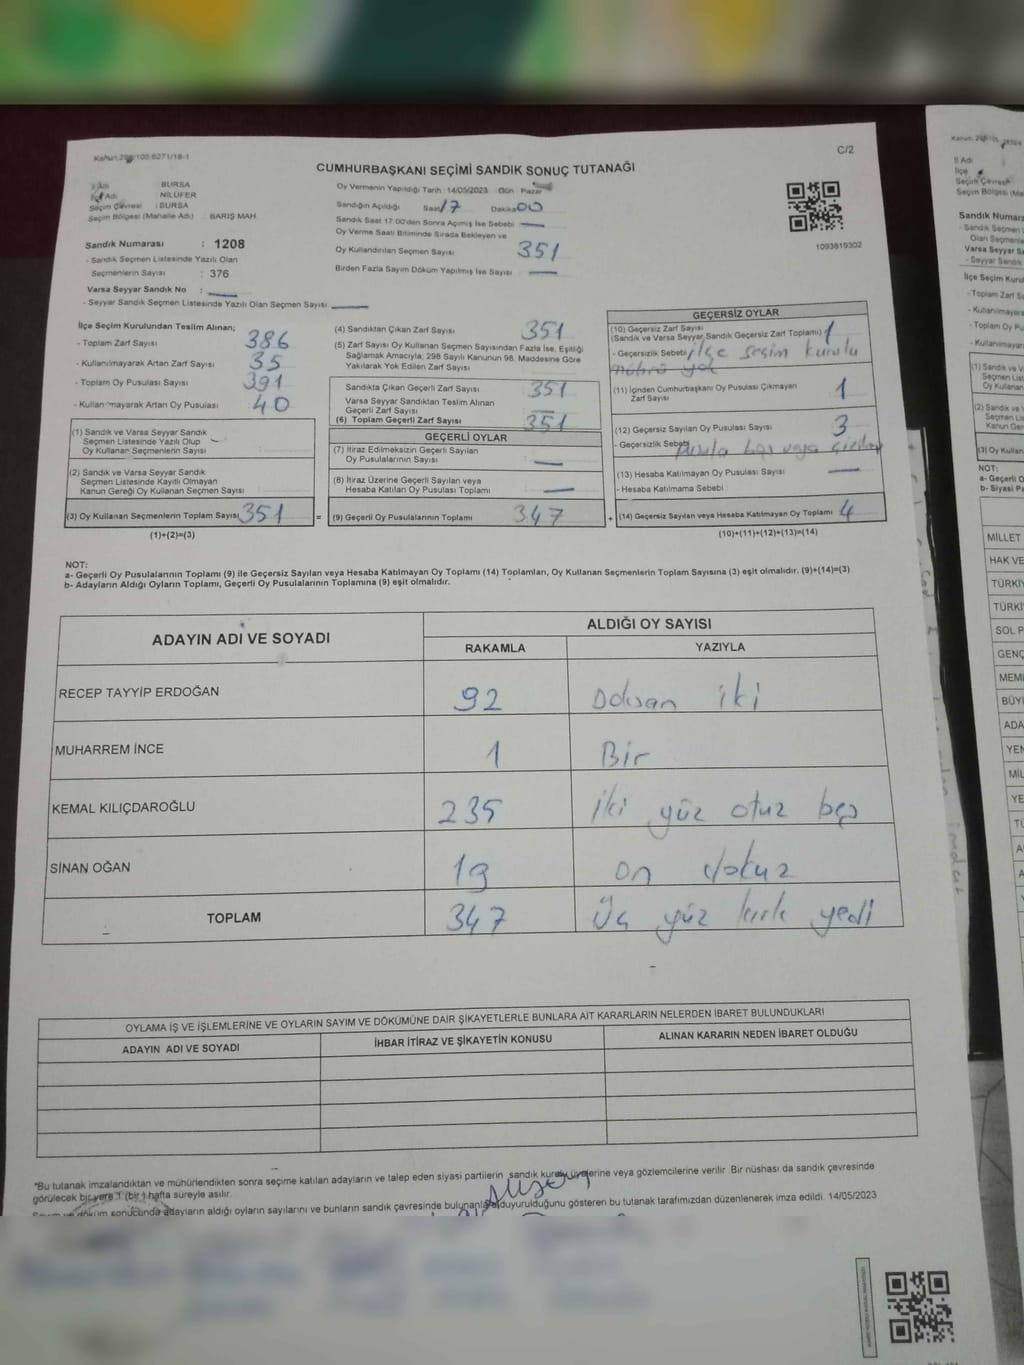 Kanun:298/100:6271/18-1
C/2
CUMHURBAŞKANI SEÇİMİ SANDIK SONUÇ TUTANAĞI
İl Adı BURSA
İlçe Adı NİLÜFER
Seçim Çevresi : BURSA
Seçim Bölgesi (Mahalle Adı) : BARIŞ MAH.
Sandık Numarası : 1208
- Sandık Seçmen Listesinde Yazılı Olan
Seçmenlerin Sayısı : 376
Varsa Seyyar Sandık No :
- Seyyar Sandık Seçmen Listesinde Yazılı Olan Seçmen Sayısı
Oy Vermenin Yapıldığı Tarih : 14/05/2023 Gün : Pazar
Sandığın Açıldığı Saat 17 Dakika 00
Sandık Saat 17:00'den Sonra Açımış İse Sebebi
Oy Verme Saati Bitiminde Sırada Bekleyen ve
Oy Kullandırılan Seçmen Sayısı 351
Birden Fazla Sayım Döküm Yapılmış İse Sayısı
1093819302
İlçe Seçim Kurulundan Teslim Alınan;
- Toplam Zarf Sayısı 386
- Kullanılmayarak Artan Zarf Sayısı 35
- Toplam Oy Pusulası Sayısı 391
- Kullanılmayarak Artan Oy Pusulası 40
(1) Sandık ve Varsa Seyyar Sandık
Seçmen Listesinde Yazılı Olup
Oy Kullanan Seçmenlerin Sayısı
(2) Sandık ve Varsa Seyyar Sandık
Seçmen Listesinde Kayıtlı Olmayan
Kanun Gereği Oy Kullanan Seçmen Sayısı
(3) Oy Kullanan Seçmenlerin Toplam Sayısı 351
(1)+(2)=(3)
(4) Sandıktan Çıkan Zarf Sayısı 351
(5) Zarf Sayısı Oy Kullanan Seçmen Sayısından Fazla İse, Eşitliği
Sağlamak Amacıyla, 298 Sayılı Kanunun 98. Maddesine Göre
Yakılarak Yok Edilen Zarf Sayısı
Sandıkta Çıkan Geçerli Zarf Sayısı 351
Varsa Seyyar Sandıktan Teslim Alınan
Geçerli Zarf Sayısı
(6) Toplam Geçerli Zarf Sayısı 351
GEÇERLİ OYLAR
(7) İtiraz Edilmeksizin Geçerli Sayılan
Oy Pusulalarının Sayısı
(8) İtiraz Üzerine Geçerli Sayılan veya
Hesaba Katılan Oy Pusulası Toplamı
= (9) Geçerli Oy Pusulalarının Toplamı 347
GEÇERSİZ OYLAR
(10) Geçersiz Zarf Sayısı
(Sandık ve Varsa Seyyar Sandık Geçersiz Zarf Toplamı) 1
- Geçersizlik Sebebi ilçe seçim kurulu
mührü yok
(11) İçinden Cumhurbaşkanı Oy Pusulası Çıkmayan
Zarf Sayısı 1
(12) Geçersiz Sayılan Oy Pusulası Sayısı 3
- Geçersizlik Sebebi Pusula boş veya
(13) Hesaba Katılmayan Oy Pusulası Sayısı
- Hesaba Katılmama Sebebi
+ (14) Geçersiz Sayılan veya Hesaba Katılmayan Oy Toplamı 4
(10)+(11)+(12)+(13)=(14)
NOT:
a- Geçerli Oy Pusulalarının Toplamı (9) ile Geçersiz Sayılan veya Hesaba Katılmayan Oy Toplamı (14) Toplamları, Oy Kullanan Seçmenlerin Toplam Sayısına (3) eşit olmalıdır. (9)+(14)=(3)
b- Adayların Aldığı Oyların Toplamı, Geçerli Oy Pusulalarının Toplamına (9) eşit olmalıdır.
ADAYIN ADI VE SOYADI ALDIĞI OY SAYISI
RAKAMLA YAZIYLA
RECEP TAYYİP ERDOĞAN 92 Doksan iki
MUHARREM İNCE 1 Bir
KEMAL KILIÇDAROĞLU 235 iki yüz otuz beş
SİNAN OĞAN 19 on dokuz
TOPLAM 347 üç yüz kırk yedi
OYLAMA İŞ VE İŞLEMLERİNE VE OYLARIN SAYIM VE DÖKÜMÜNE DAİR ŞİKAYETLERLE BUNLARA AİT KARARLARIN NELERDEN İBARET BULUNDUKLARI
ADAYIN ADI VE SOYADI İHBAR İTİRAZ VE ŞİKAYETİN KONUSU ALINAN KARARIN NEDEN İBARET OLDUĞU
*Bu tutanak imzalandıktan ve mühürlendikten sonra seçime katılan adayların ve talep eden siyasi partilerin sandık kurulu üyelerine veya gözlemcilerine verilir. Bir nüshası da sandık çevresinde
görülecek bir yere 1 (bir) hafta süreyle asılır.
Sayım ve döküm sonucunda adayların aldığı oyların sayılarını ve bunların sandık çevresinde bulunanlara duyurulduğunu gösteren bu tutanak tarafımızdan düzenlenerek imza edildi. 14/05/2023
İl Adı
İlçe
Seçim Çevresi
Sandık Numarası
MİLLET
HAK VE
SOL P
GENÇ
BÜYÜ
ADA
YEN